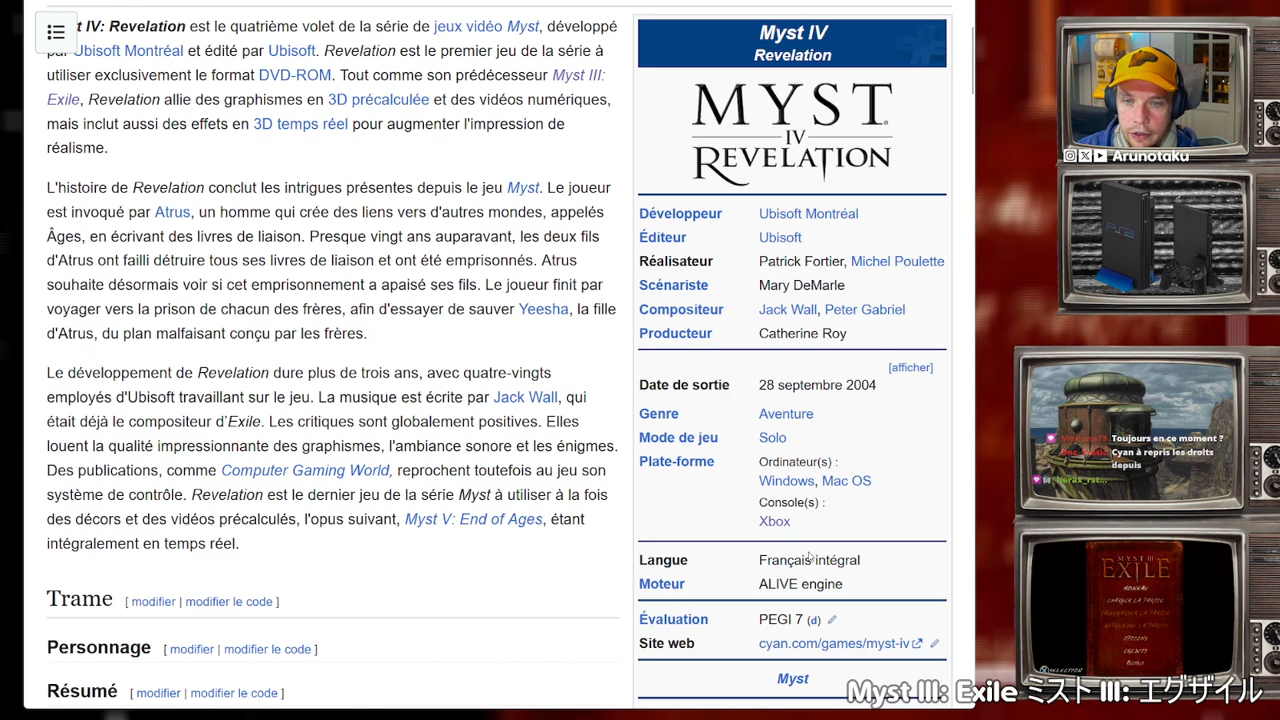 IV: Revelation est le quatrième volet de la série de jeux vidéo Myst, développé
par Ubisoft Montréal et édité par Ubisoft. Revelation est le premier jeu de la série à
utiliser exclusivement le format DVD-ROM. Tout comme son prédécesseur Myst III:
Exile, Revelation allie des graphismes en 3D précalculée et des vidéos numériques,
mais inclut aussi des effets en 3D temps réel pour augmenter l'impression de
réalisme.
L'histoire de Revelation conclut les intrigues présentes depuis le jeu Myst. Le joueur
est invoqué par Atrus, un homme qui crée des liens vers d'autres mondes, appelés
Âges, en écrivant des livres de liaison. Presque vingt ans auparavant, les deux fils
d'Atrus ont failli détruire tous ses livres de liaison et ont été emprisonnés. Atrus
souhaite désormais voir si cet emprisonnement a apaisé ses fils. Le joueur finit par
voyager vers la prison de chacun des frères, afin d'essayer de sauver Yeesha, la fille
d'Atrus, du plan malfaisant conçu par les frères.
Le développement de Revelation dure plus de trois ans, avec quatre-vingts
employés d'Ubisoft travaillant sur le jeu. La musique est écrite par Jack Wall, qui
était déjà le compositeur d'Exile. Les critiques sont globalement positives. Elles
louent la qualité impressionnante des graphismes, l'ambiance sonore et les énigmes.
Des publications, comme Computer Gaming World, reprochent toutefois au jeu son
système de contrôle. Revelation est le dernier jeu de la série Myst à utiliser à la fois
des décors et des vidéos précalculés, l'opus suivant, Myst V: End of Ages, étant
intégralement en temps réel.
Trame [ modifier | modifier le code ]
Personnage [ modifier | modifier le code ]
Résumé [ modifier | modifier le code ]
Myst IV
Revelation
MYST
IV
REVELATION
Développeur Ubisoft Montréal
Éditeur Ubisoft
Réalisateur Patrick Fortier, Michel Poulette
Scénariste Mary DeMarle
Compositeur Jack Wall, Peter Gabriel
Producteur Catherine Roy
[afficher]
Date de sortie 28 septembre 2004
Genre Aventure
Mode de jeu Solo
Plate-forme Ordinateur(s) :
Windows, Mac OS
Console(s) :
Xbox
Langue Français intégral
Moteur ALIVE engine
Évaluation PEGI 7 (d)
Site web cyan.com/games/myst-iv
Myst
Arunotaku
PS2
Toujours en ce moment ?
Cyan à repris les droits
depuis
MYST III
EXILE
NOUVEAU
CHARGER LA PARTIE
OPTIONS
CREDITS
BONUS
SELECTION
Myst III: Exile ミスト III: エグザイル